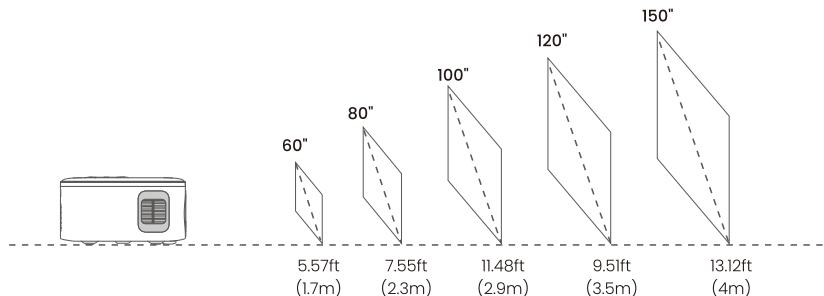 150"
120"
100"
80"
60"
5.57ft 7.55ft 11.48ft 9.51ft 13.12ft
(1.7m) (2.3m) (2.9m) (3.5m) (4m)